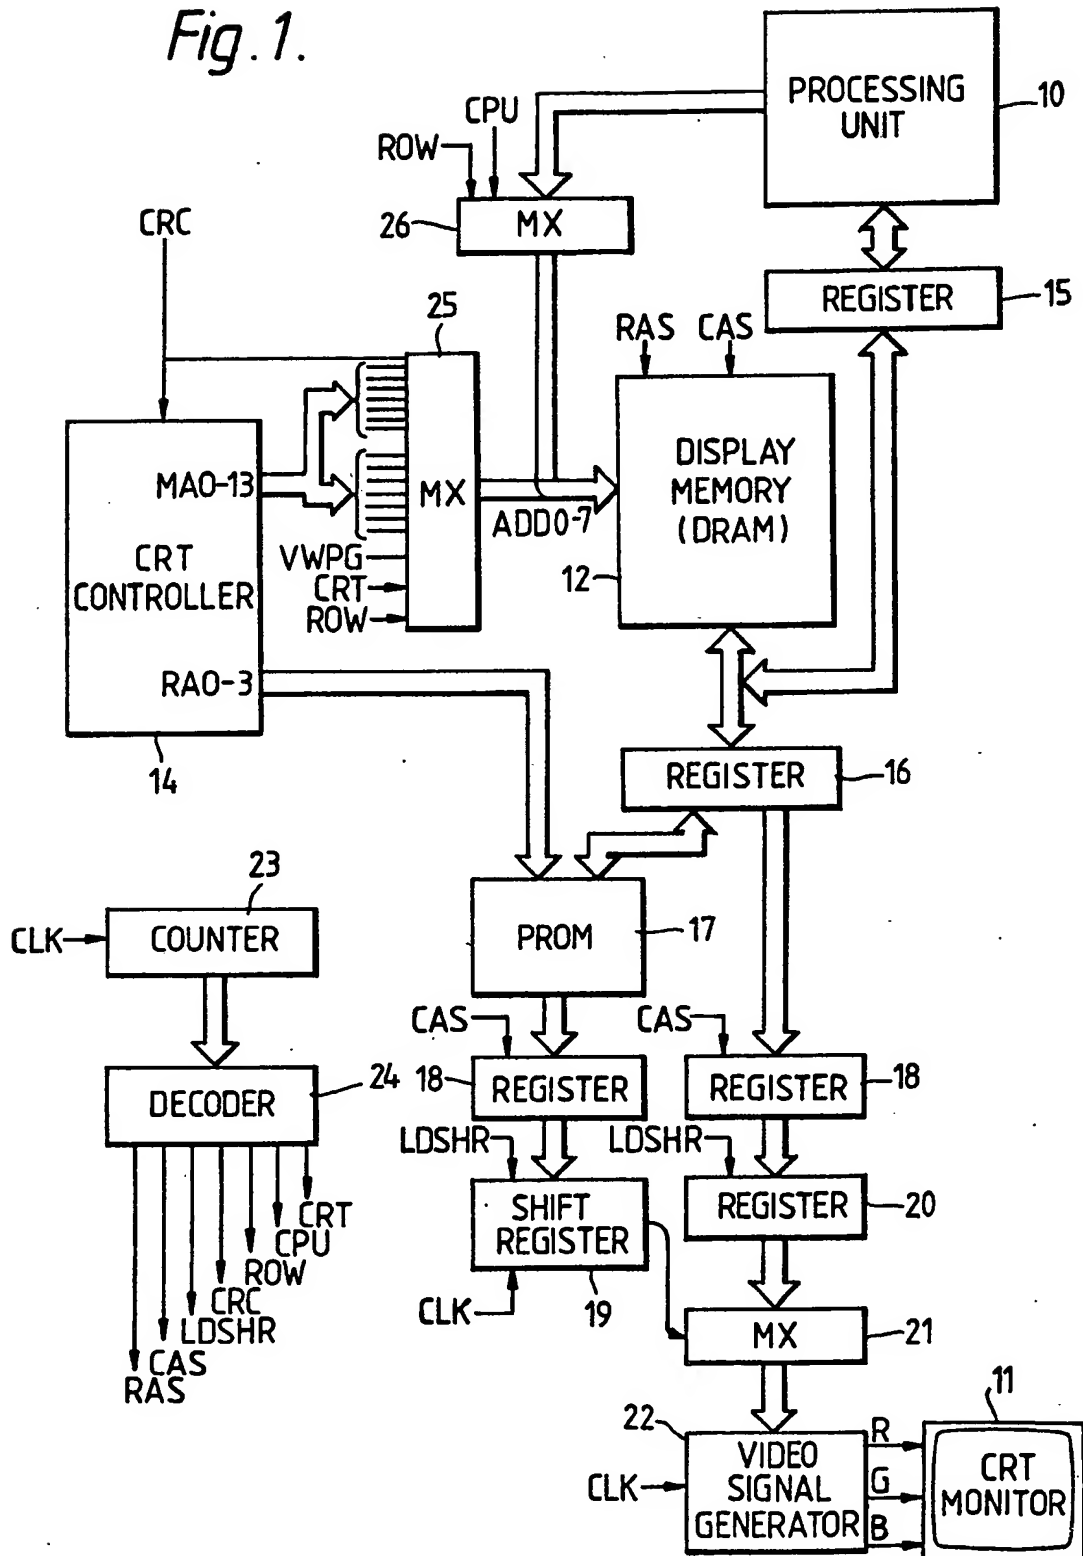 Fig. 1.
PROCESSING
UNIT
10
CPU
ROW
26
MX
CRC
REGISTER
15
25
RAS
CAS
MA0-13
MX
DISPLAY
MEMORY
(DRAM)
ADD0-7
12
CRT
CONTROLLER
VWPG
CRT
ROW
RA0-3
14
REGISTER
16
23
CLK
COUNTER
PROM
17
CAS
CAS
24
DECODER
18
REGISTER
REGISTER
18
LDSHR
LDSHR
SHIFT
REGISTER
REGISTER
20
CRT
CPU
ROW
CRC
LDSHR
CAS
RAS
CLK
19
MX
21
22
11
CLK
VIDEO
SIGNAL
GENERATOR
R
G
B
CRT
MONITOR